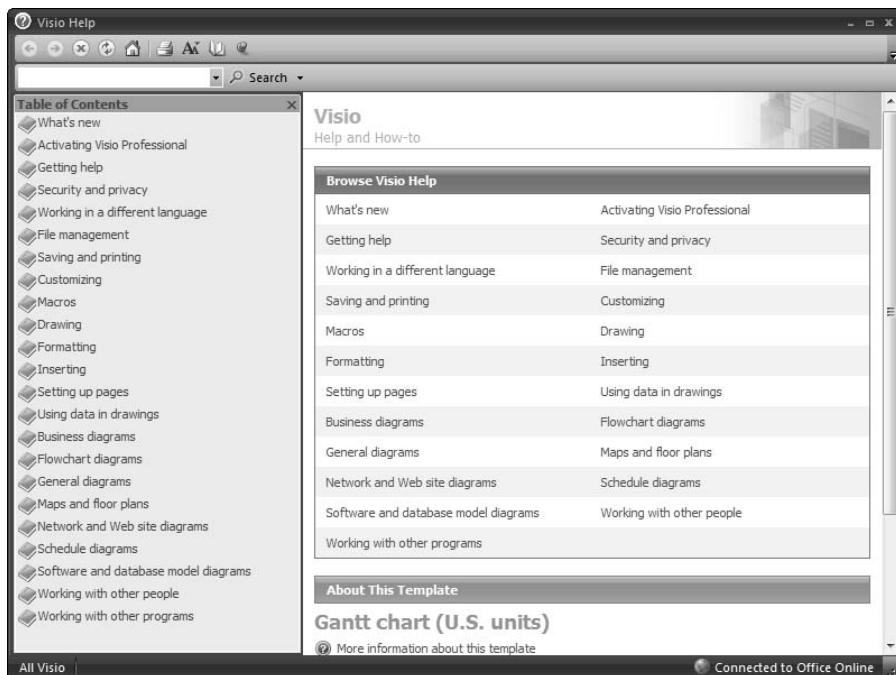 Visio Help
Search
Table of Contents
What's new
Activating Visio Professional
Getting help
Security and privacy
Working in a different language
File management
Saving and printing
Customizing
Macros
Drawing
Formatting
Inserting
Setting up pages
Using data in drawings
Business diagrams
Flowchart diagrams
General diagrams
Maps and floor plans
Network and Web site diagrams
Schedule diagrams
Software and database model diagrams
Working with other people
Working with other programs
Visio
Help and How-to
Browse Visio Help
What's new Activating Visio Professional
Getting help Security and privacy
Working in a different language File management
Saving and printing Customizing
Macros Drawing
Formatting Inserting
Setting up pages Using data in drawings
Business diagrams Flowchart diagrams
General diagrams Maps and floor plans
Network and Web site diagrams Schedule diagrams
Software and database model diagrams Working with other people
Working with other programs
About This Template
Gantt chart (U.S. units)
More information about this template
All Visio Connected to Office Online